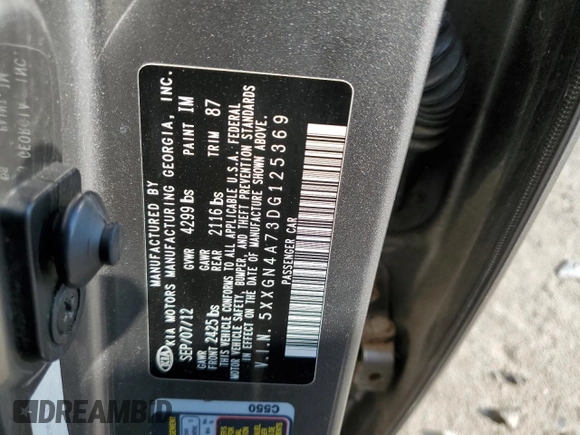 MANUFACTURED BY
KIA MOTORS MANUFACTURING GEORGIA, INC.
KIA
SEP/07/12 GVWR 4299 lbs PAINT IM
GAWR FRONT 2425 lbs GAWR REAR 2116 lbs TRIM 87
THIS VEHICLE CONFORMS TO ALL APPLICABLE U.S.A. FEDERAL
MOTOR VEHICLE SAFETY, BUMPER, AND THEFT PREVENTION STANDARDS
IN EFFECT ON THE DATE OF MANUFACTURE SHOWN ABOVE.
V.I.N. 5XXGN4A73DG125369
PASSENGER CAR
C550
DREAMBID